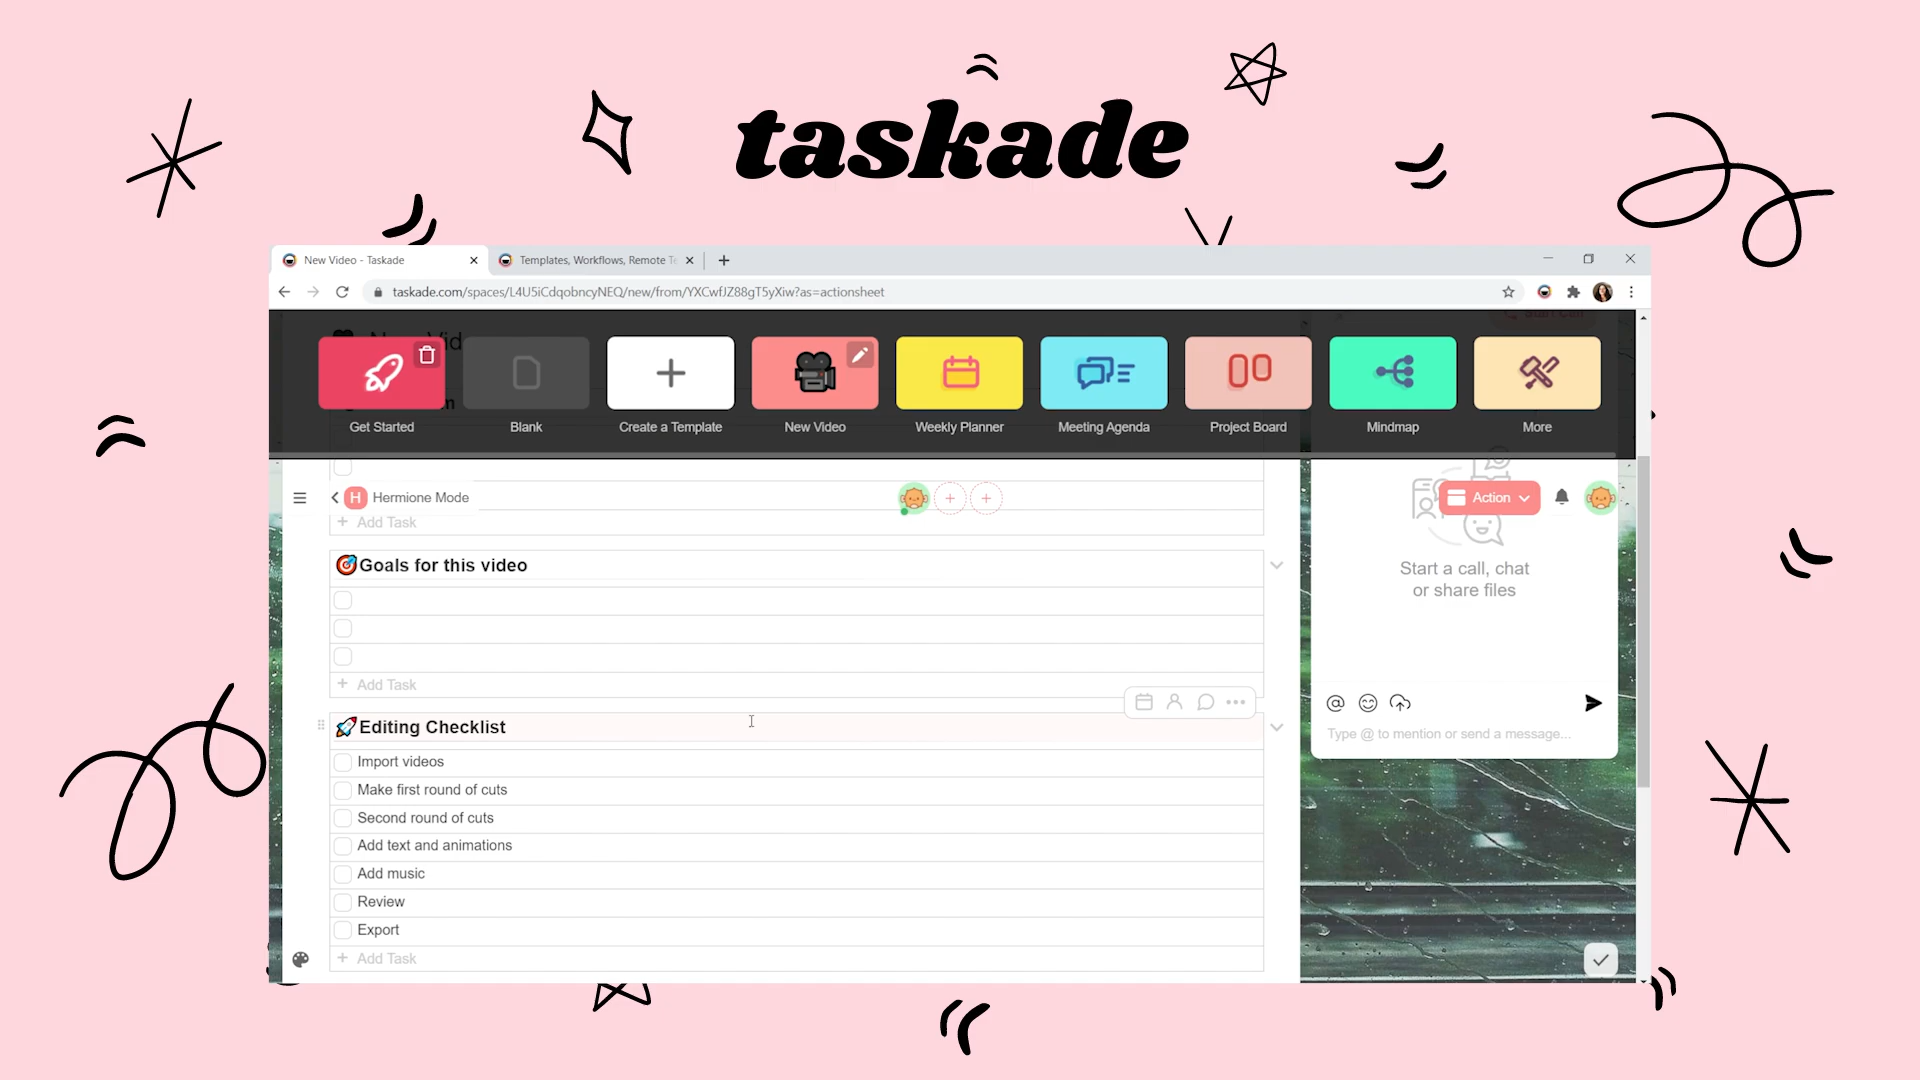 taskade
New Video - Taskade
Templates, Workflows, Remote Te
taskade.com/spaces/L4U5iCdqobncyNEQ/new/from/YXCwfJZ88gT5yXiw?as=actionsheet
Start Call
Get Started
Blank
Create a Template
New Video
Weekly Planner
Meeting Agenda
Project Board
Mindmap
More
H Hermione Mode
Action
+ Add Task
Goals for this video
+ Add Task
Editing Checklist
Import videos
Make first round of cuts
Second round of cuts
Add text and animations
Add music
Review
Export
+ Add Task
Start a call, chat
or share files
Type @ to mention or send a message...